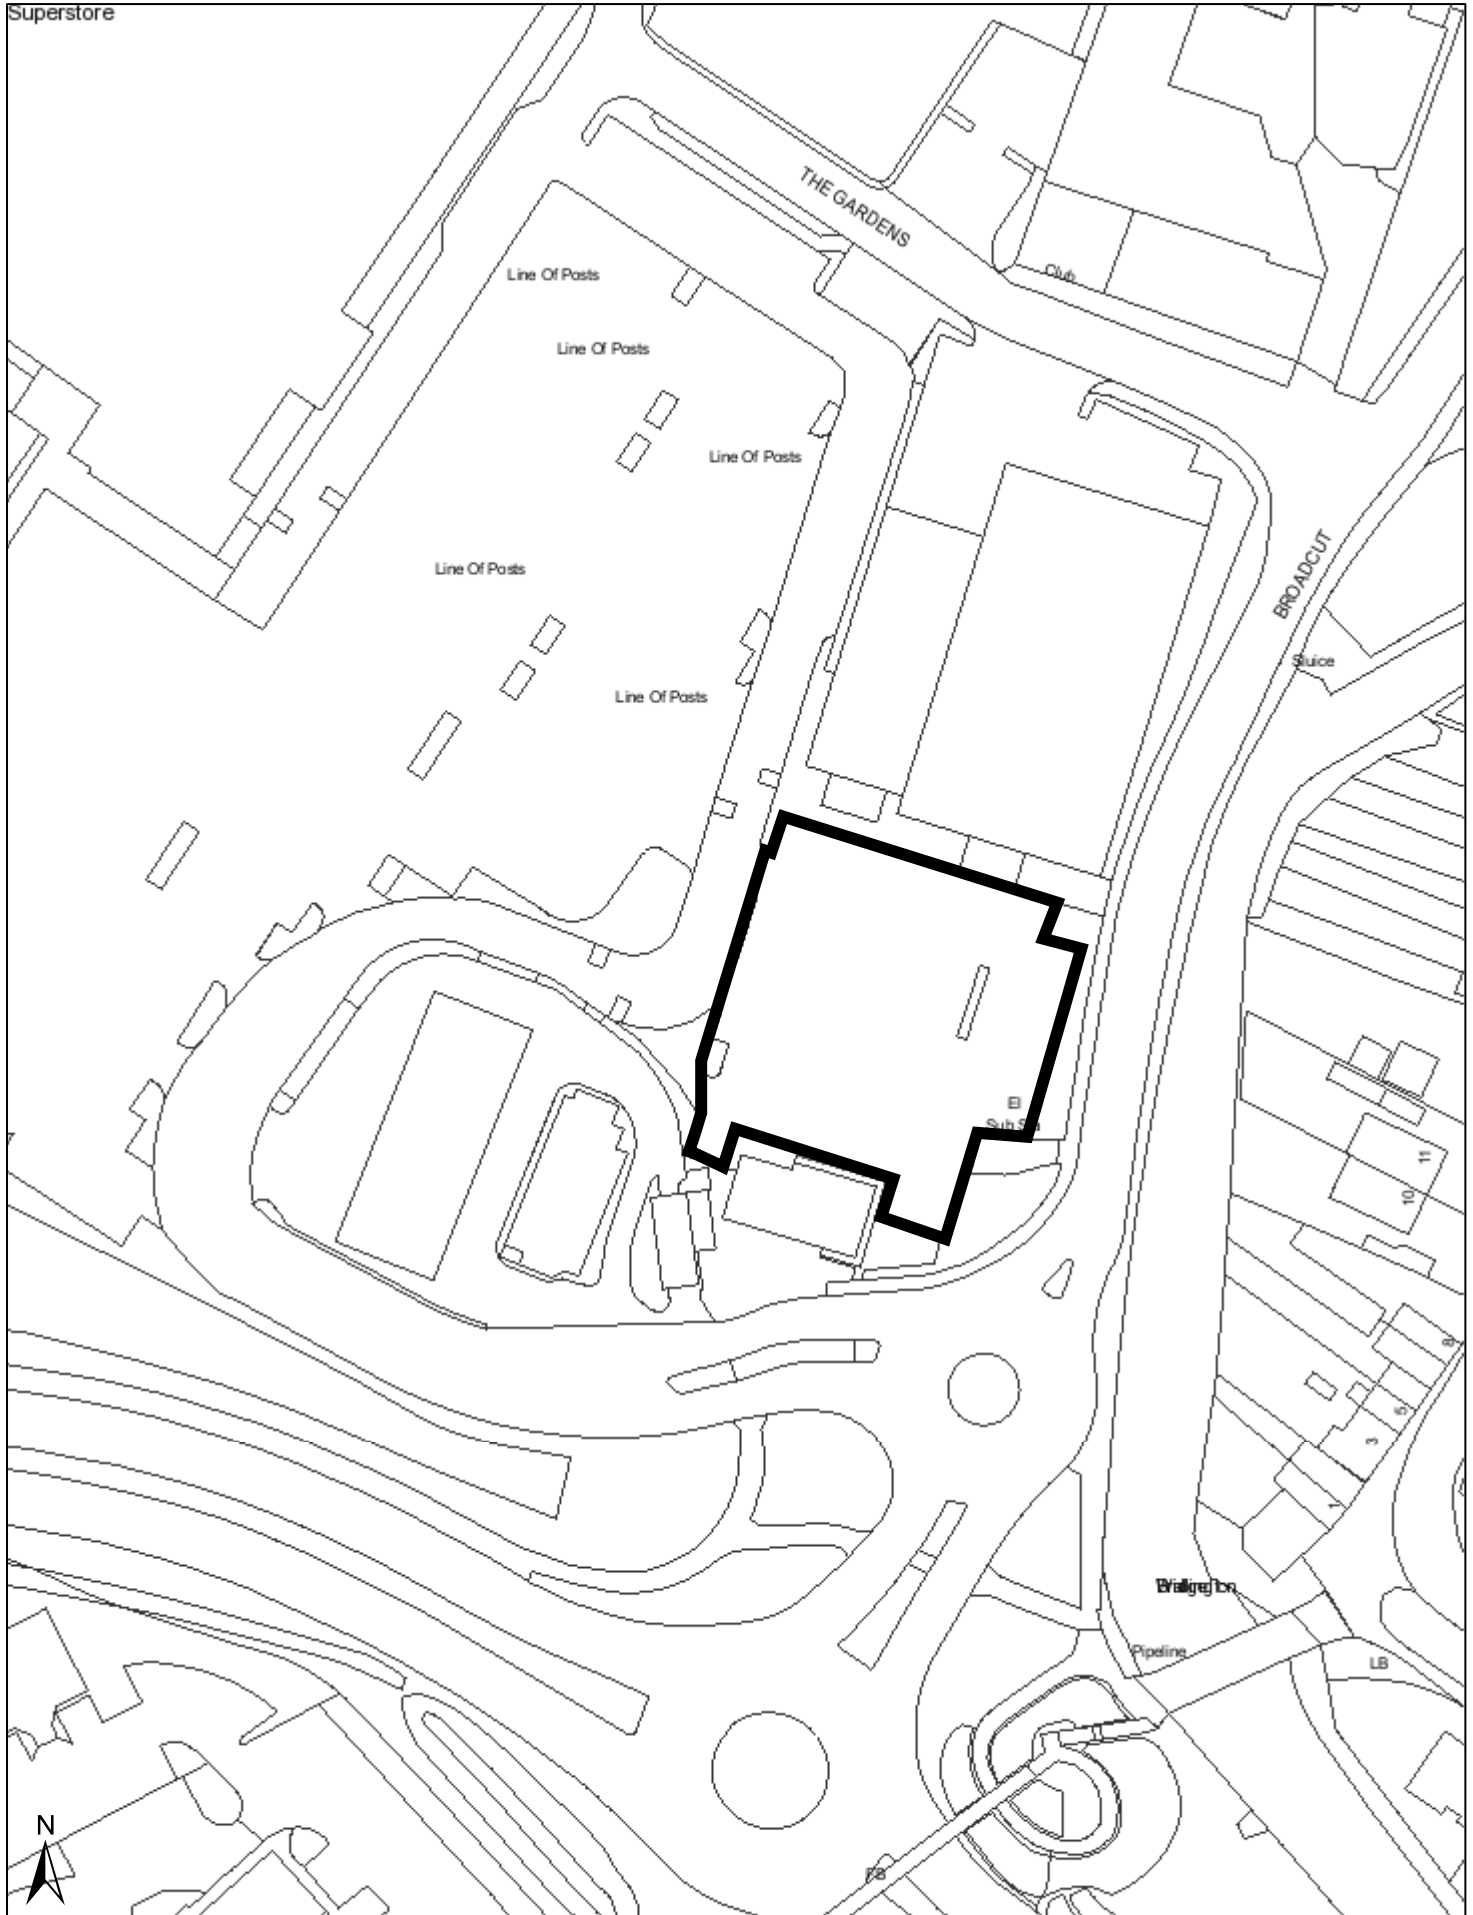 Superstore
THE GARDENS
Club
Line Of Posts
Line Of Posts
Line Of Posts
Line Of Posts
BROADCUT
Sluice
Line Of Posts
El
Sub Sta
11
10
8
5
3
1
Pipeline
LB
FB
N